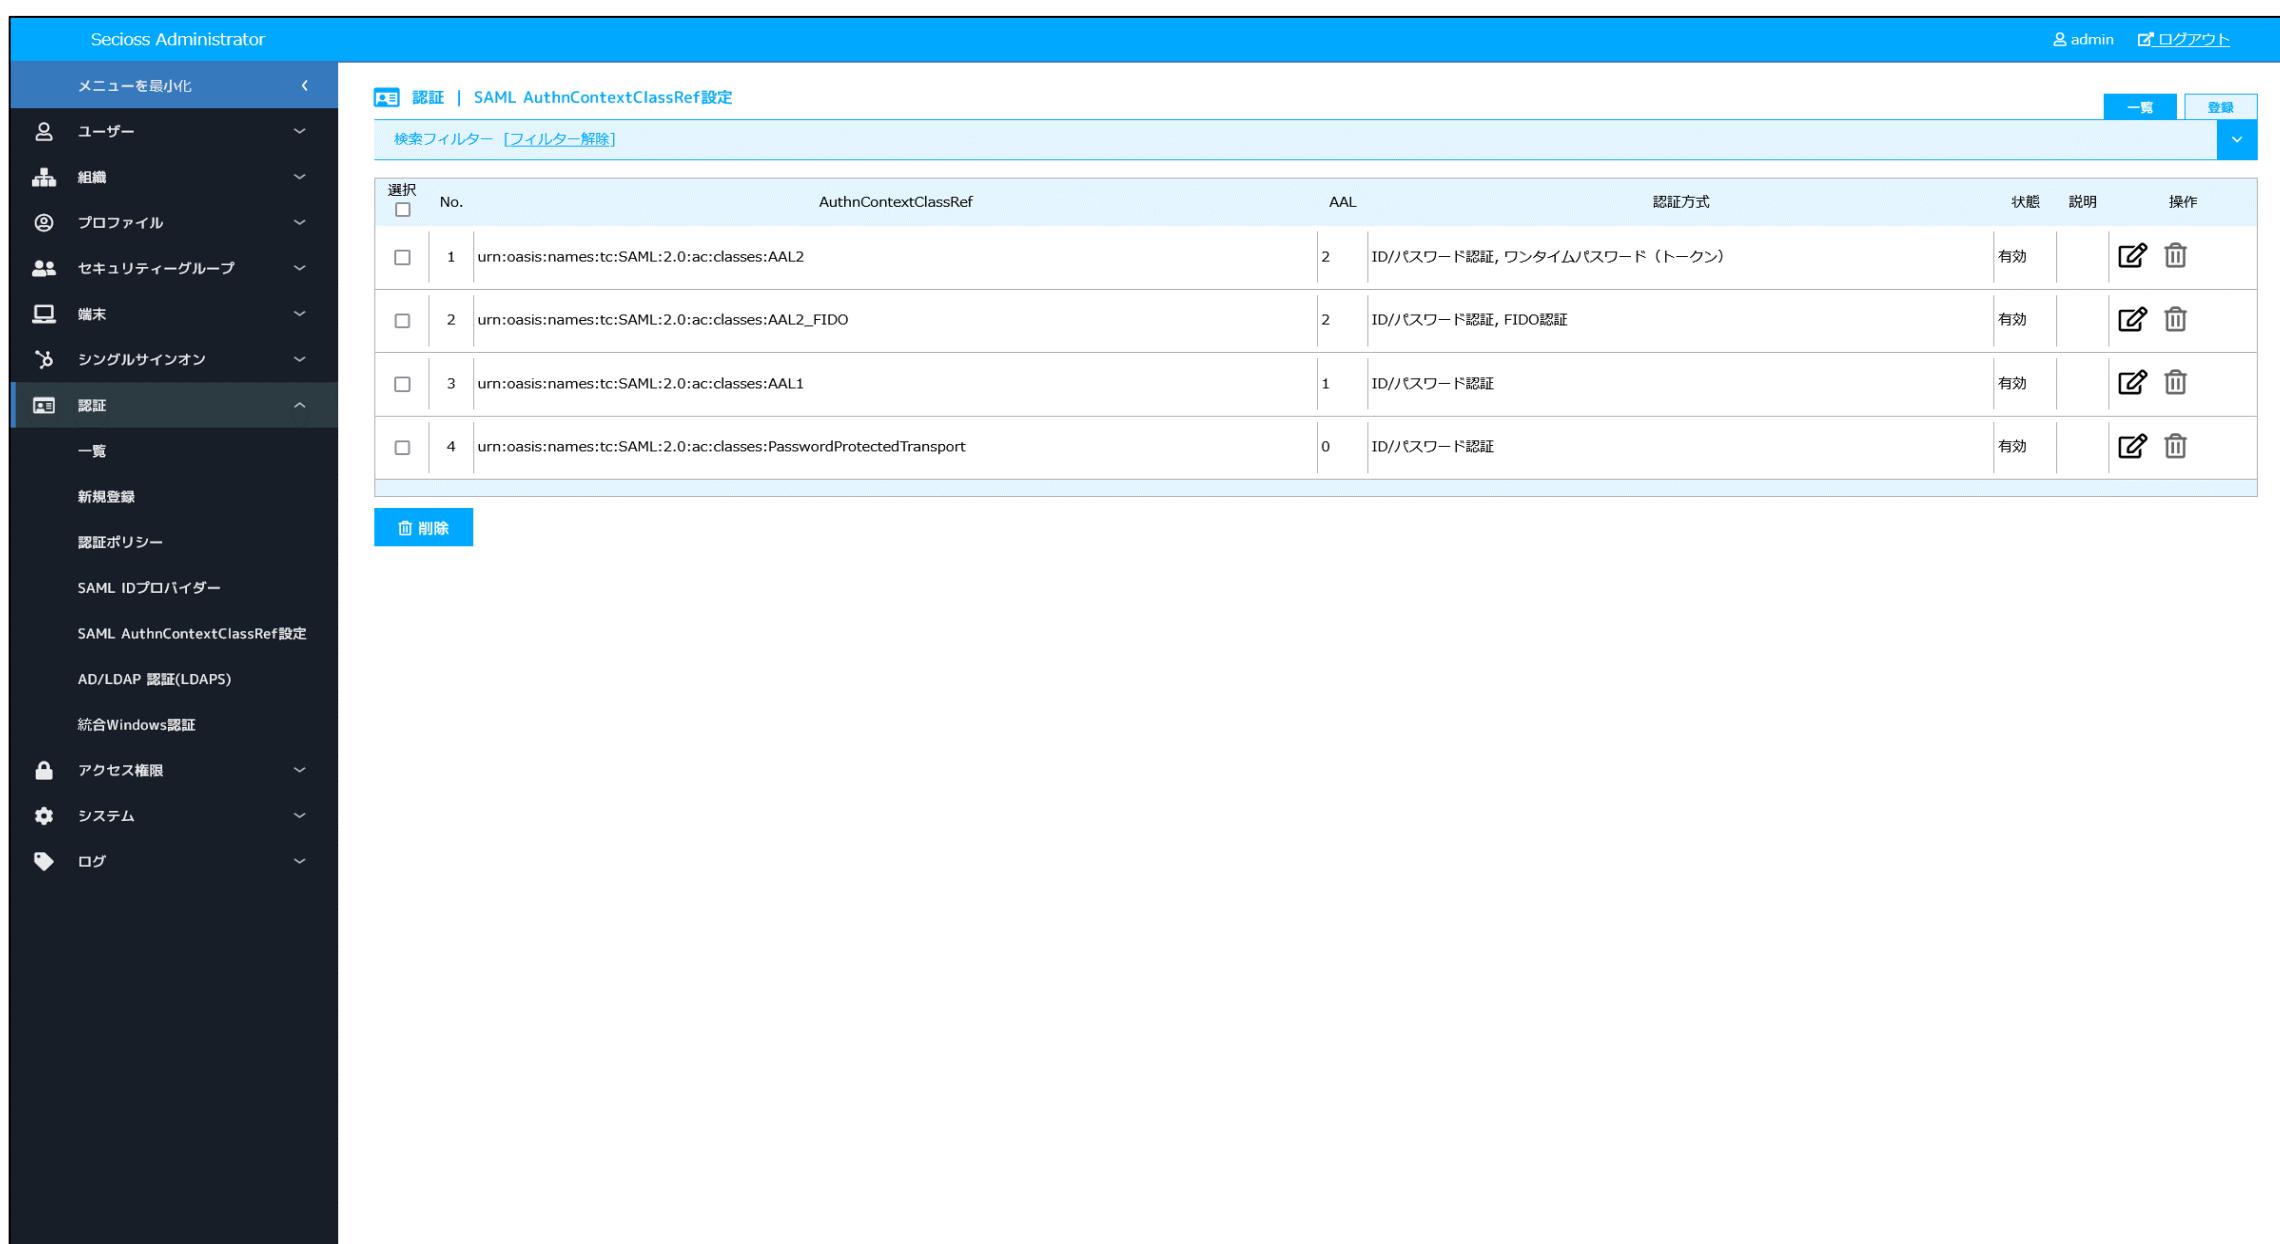 Secioss Administrator
admin ログアウト
メニューを最小化
ユーザー
組織
プロファイル
セキュリティーグループ
端末
シングルサインオン
認証
一覧
新規登録
認証ポリシー
SAML IDプロバイダー
SAML AuthnContextClassRef設定
AD/LDAP 認証(LDAPS)
統合Windows認証
アクセス権限
システム
ログ
認証 | SAML AuthnContextClassRef設定
一覧 登録
検索フィルター [フィルター解除]
選択 No. AuthnContextClassRef AAL 認証方式 状態 説明 操作
1 urn:oasis:names:tc:SAML:2.0:ac:classes:AAL2 2 ID/パスワード認証, ワンタイムパスワード（トークン） 有効
2 urn:oasis:names:tc:SAML:2.0:ac:classes:AAL2_FIDO 2 ID/パスワード認証, FIDO認証 有効
3 urn:oasis:names:tc:SAML:2.0:ac:classes:AAL1 1 ID/パスワード認証 有効
4 urn:oasis:names:tc:SAML:2.0:ac:classes:PasswordProtectedTransport 0 ID/パスワード認証 有効
削除